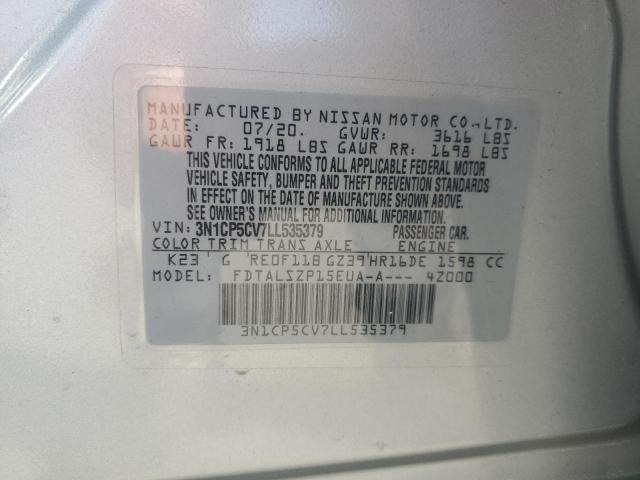 MANUFACTURED BY NISSAN MOTOR CO.,LTD.
DATE: 07/20. GVWR: 3616 LBS
GAWR FR: 1918 LBS GAWR RR: 1698 LBS
THIS VEHICLE CONFORMS TO ALL APPLICABLE FEDERAL MOTOR
VEHICLE SAFETY, BUMPER AND THEFT PREVENTION STANDARDS
IN EFFECT ON THE DATE OF MANUFACTURE SHOWN ABOVE.
SEE OWNER'S MANUAL FOR ADDITIONAL INFORMATION.
VIN: 3N1CP5CV7LL535379 PASSENGER CAR.
COLOR TRIM TRANS AXLE ENGINE
K23 G RE0F11B GZ39 HR16DE 1598 CC
MODEL: FDTALSZP15EUA-A--- 4Z000
3N1CP5CV7LL535379